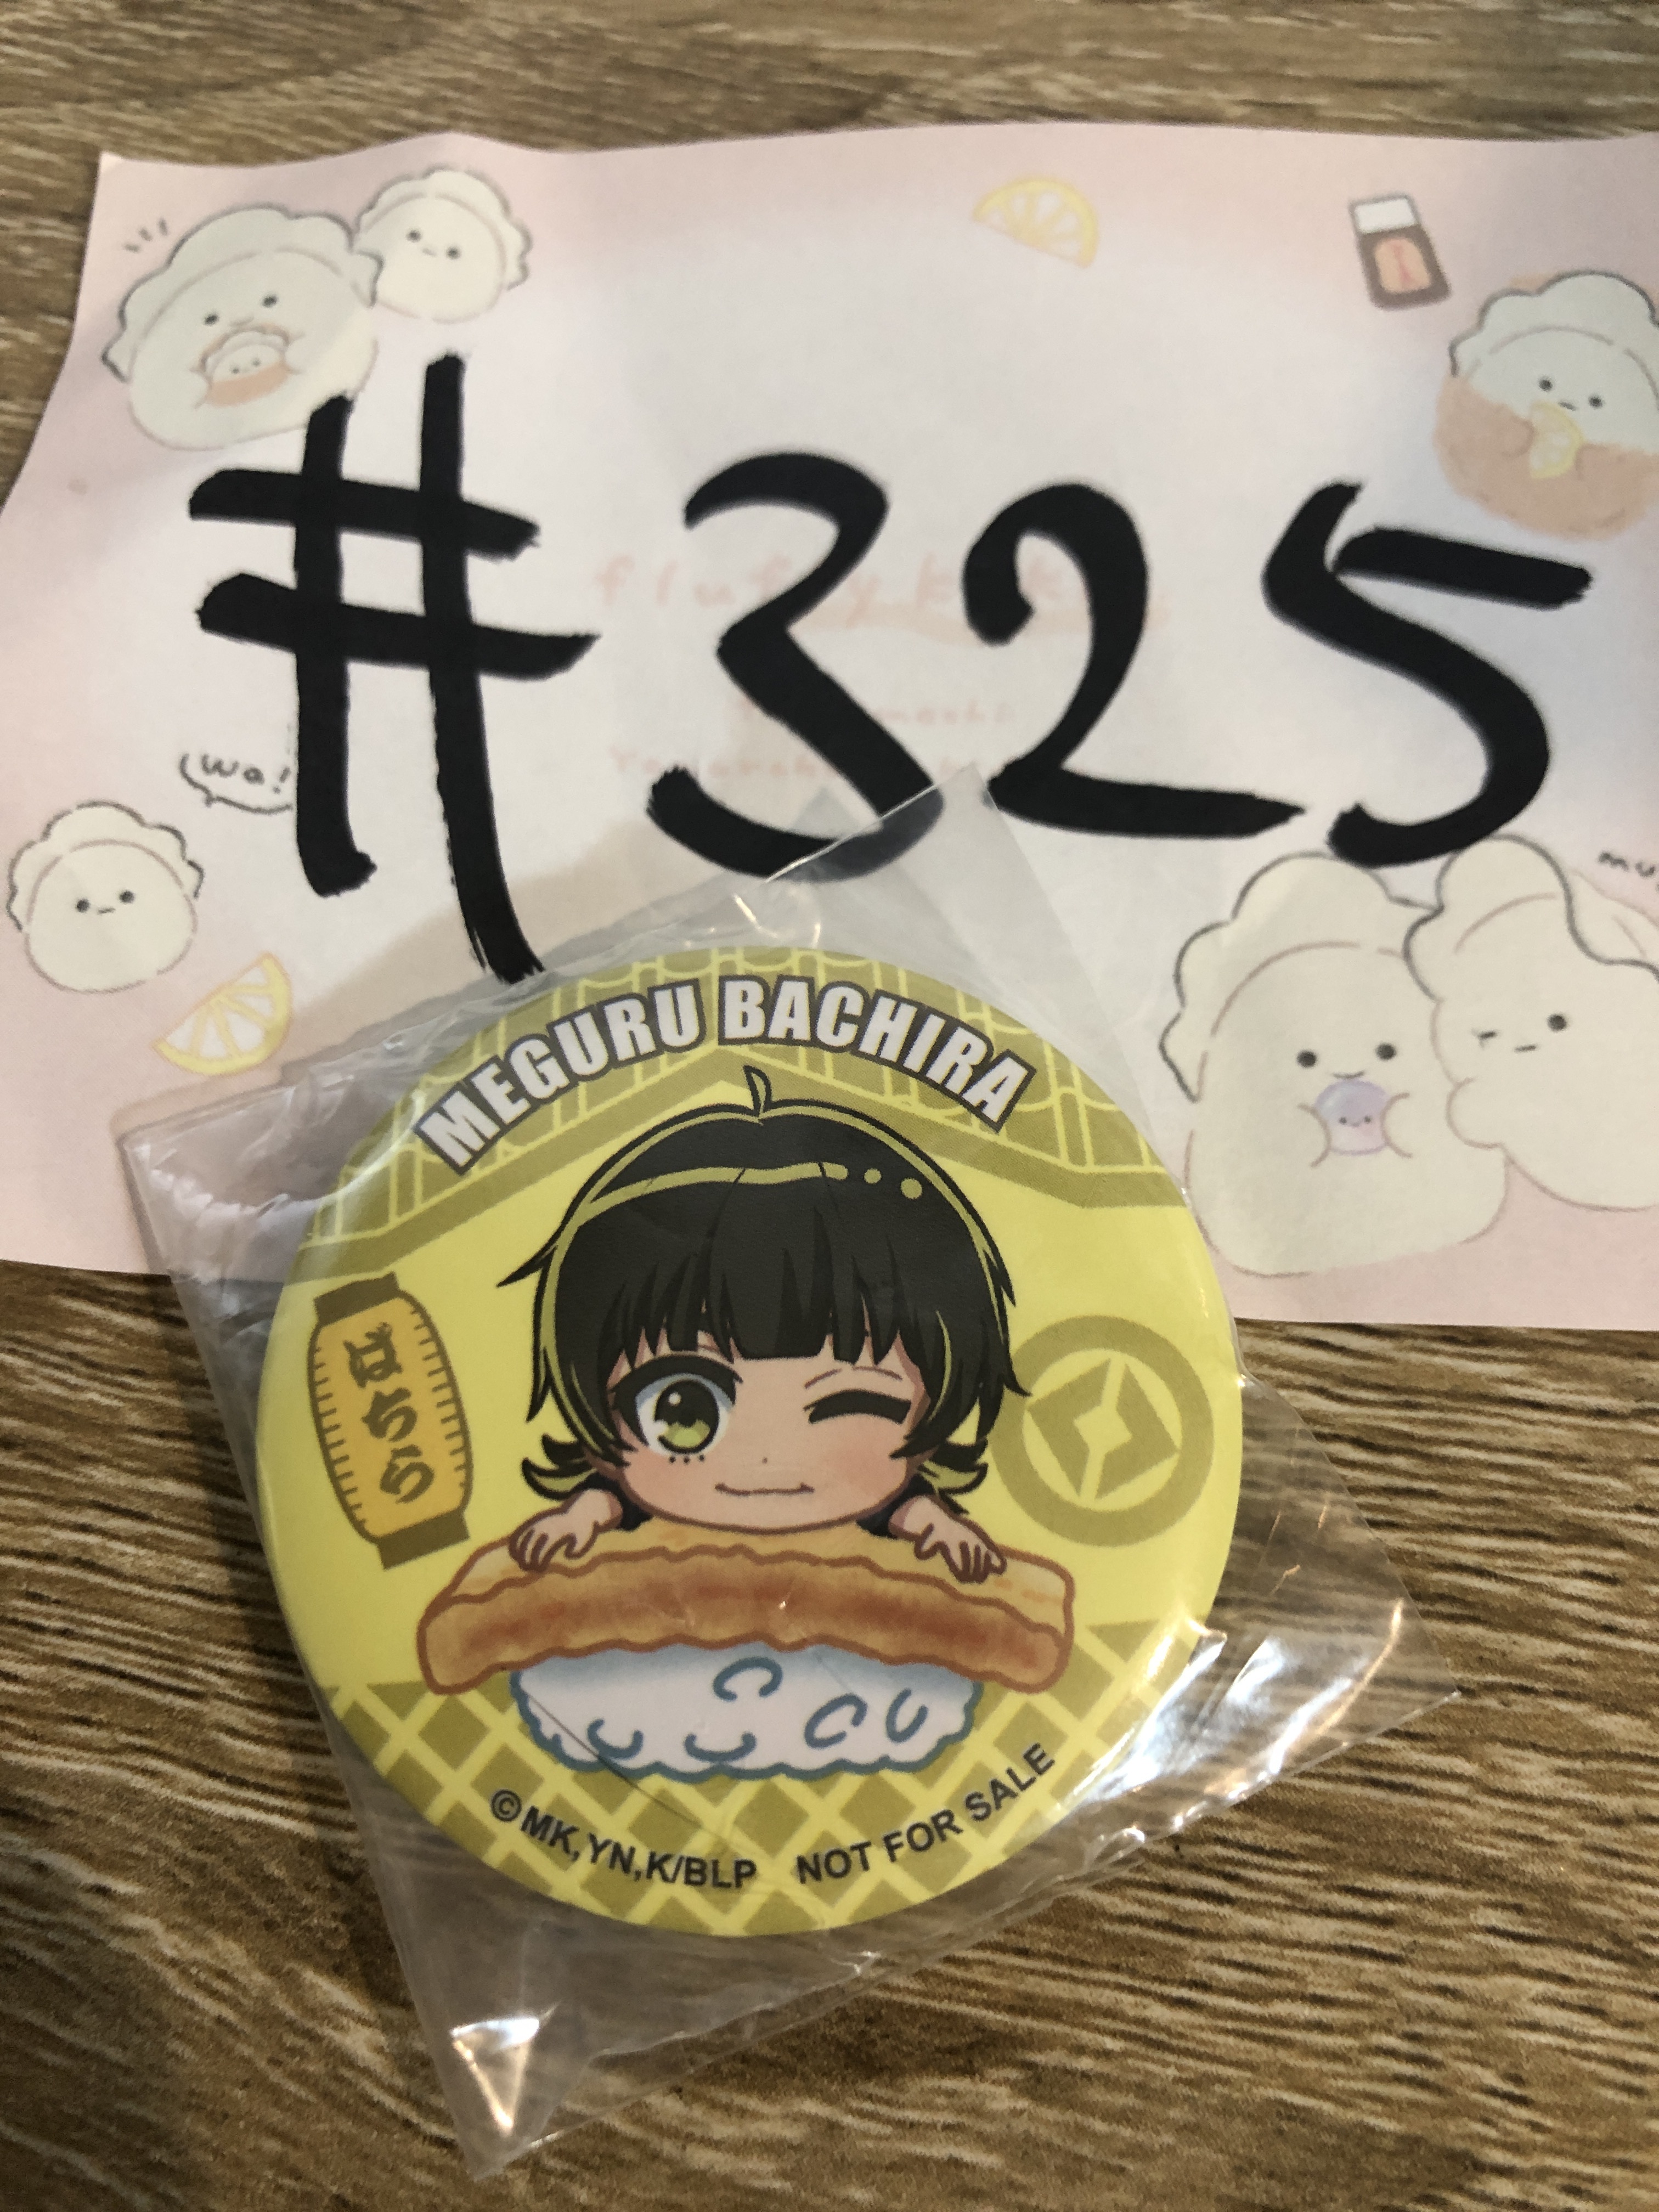 #325
wa!
MEGURU BACHIRA
ばちら
©MK,YN,K/BLP NOT FOR SALE